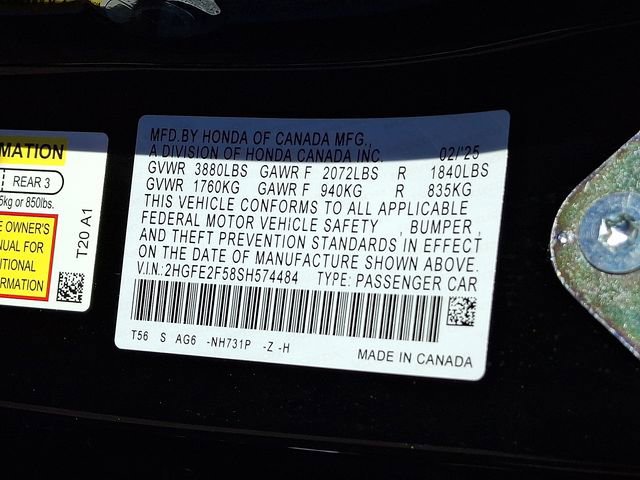 MATION
REAR 3
5kg or 850lbs.
E OWNER'S
NUAL FOR
ITIONAL
RMATION
T20 A1
MFD.BY HONDA OF CANADA MFG.,
A DIVISION OF HONDA CANADA INC. 02/'25
GVWR 3880LBS GAWR F 2072LBS R 1840LBS
GVWR 1760KG GAWR F 940KG R 835KG
THIS VEHICLE CONFORMS TO ALL APPLICABLE
FEDERAL MOTOR VEHICLE SAFETY , BUMPER,
AND THEFT PREVENTION STANDARDS IN EFFECT
ON THE DATE OF MANUFACTURE SHOWN ABOVE.
V.I.N.:2HGFE2F58SH574484 TYPE: PASSENGER CAR
T56 S AG6 -NH731P -Z -H
MADE IN CANADA